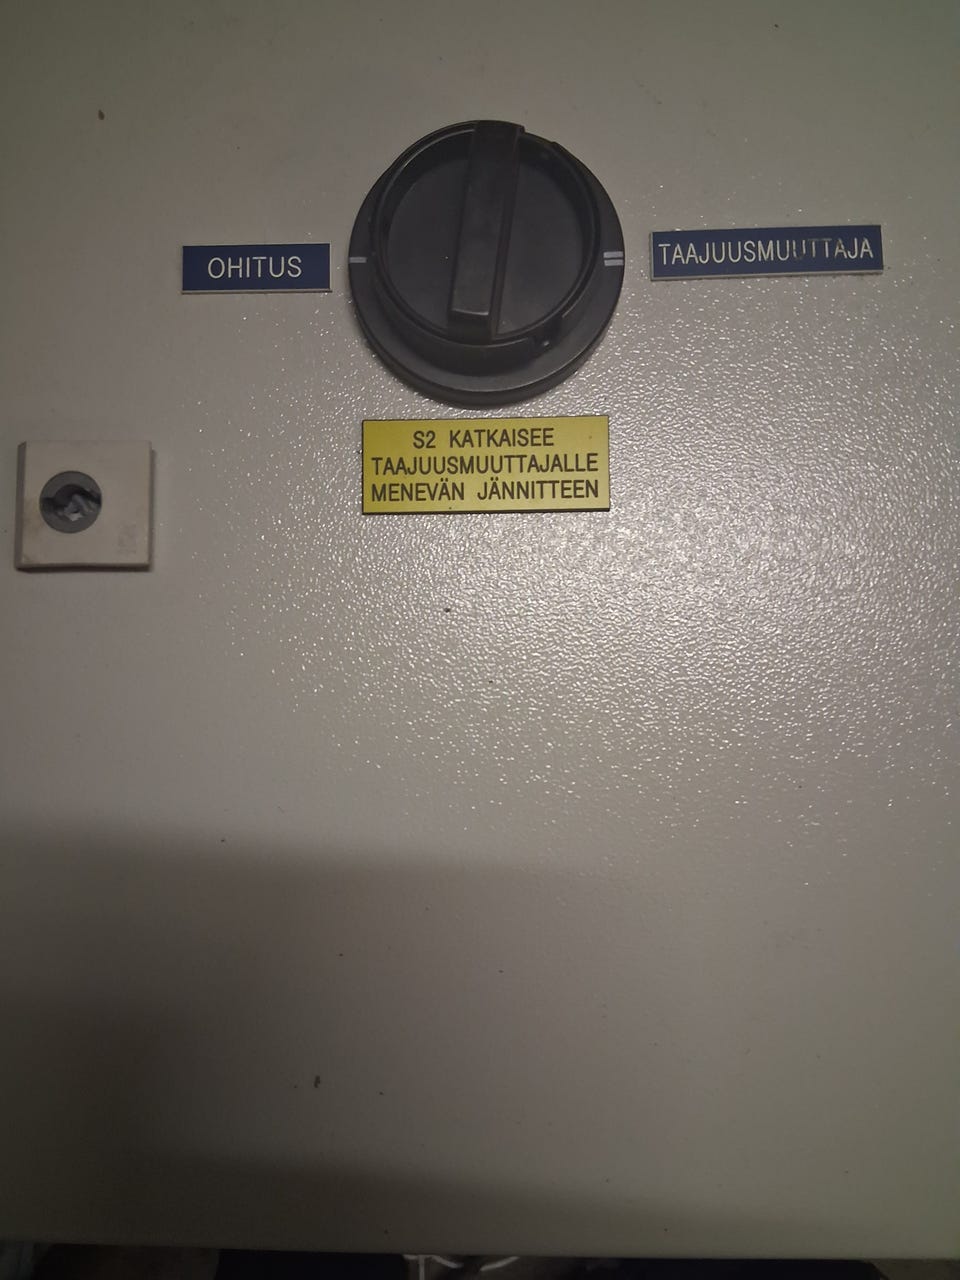 OHITUS
TAAJUUSMUUTTAJA
S2 KATKAISEE
TAAJUUSMUUTTAJALLE
MENEVÄN JÄNNITTEEN